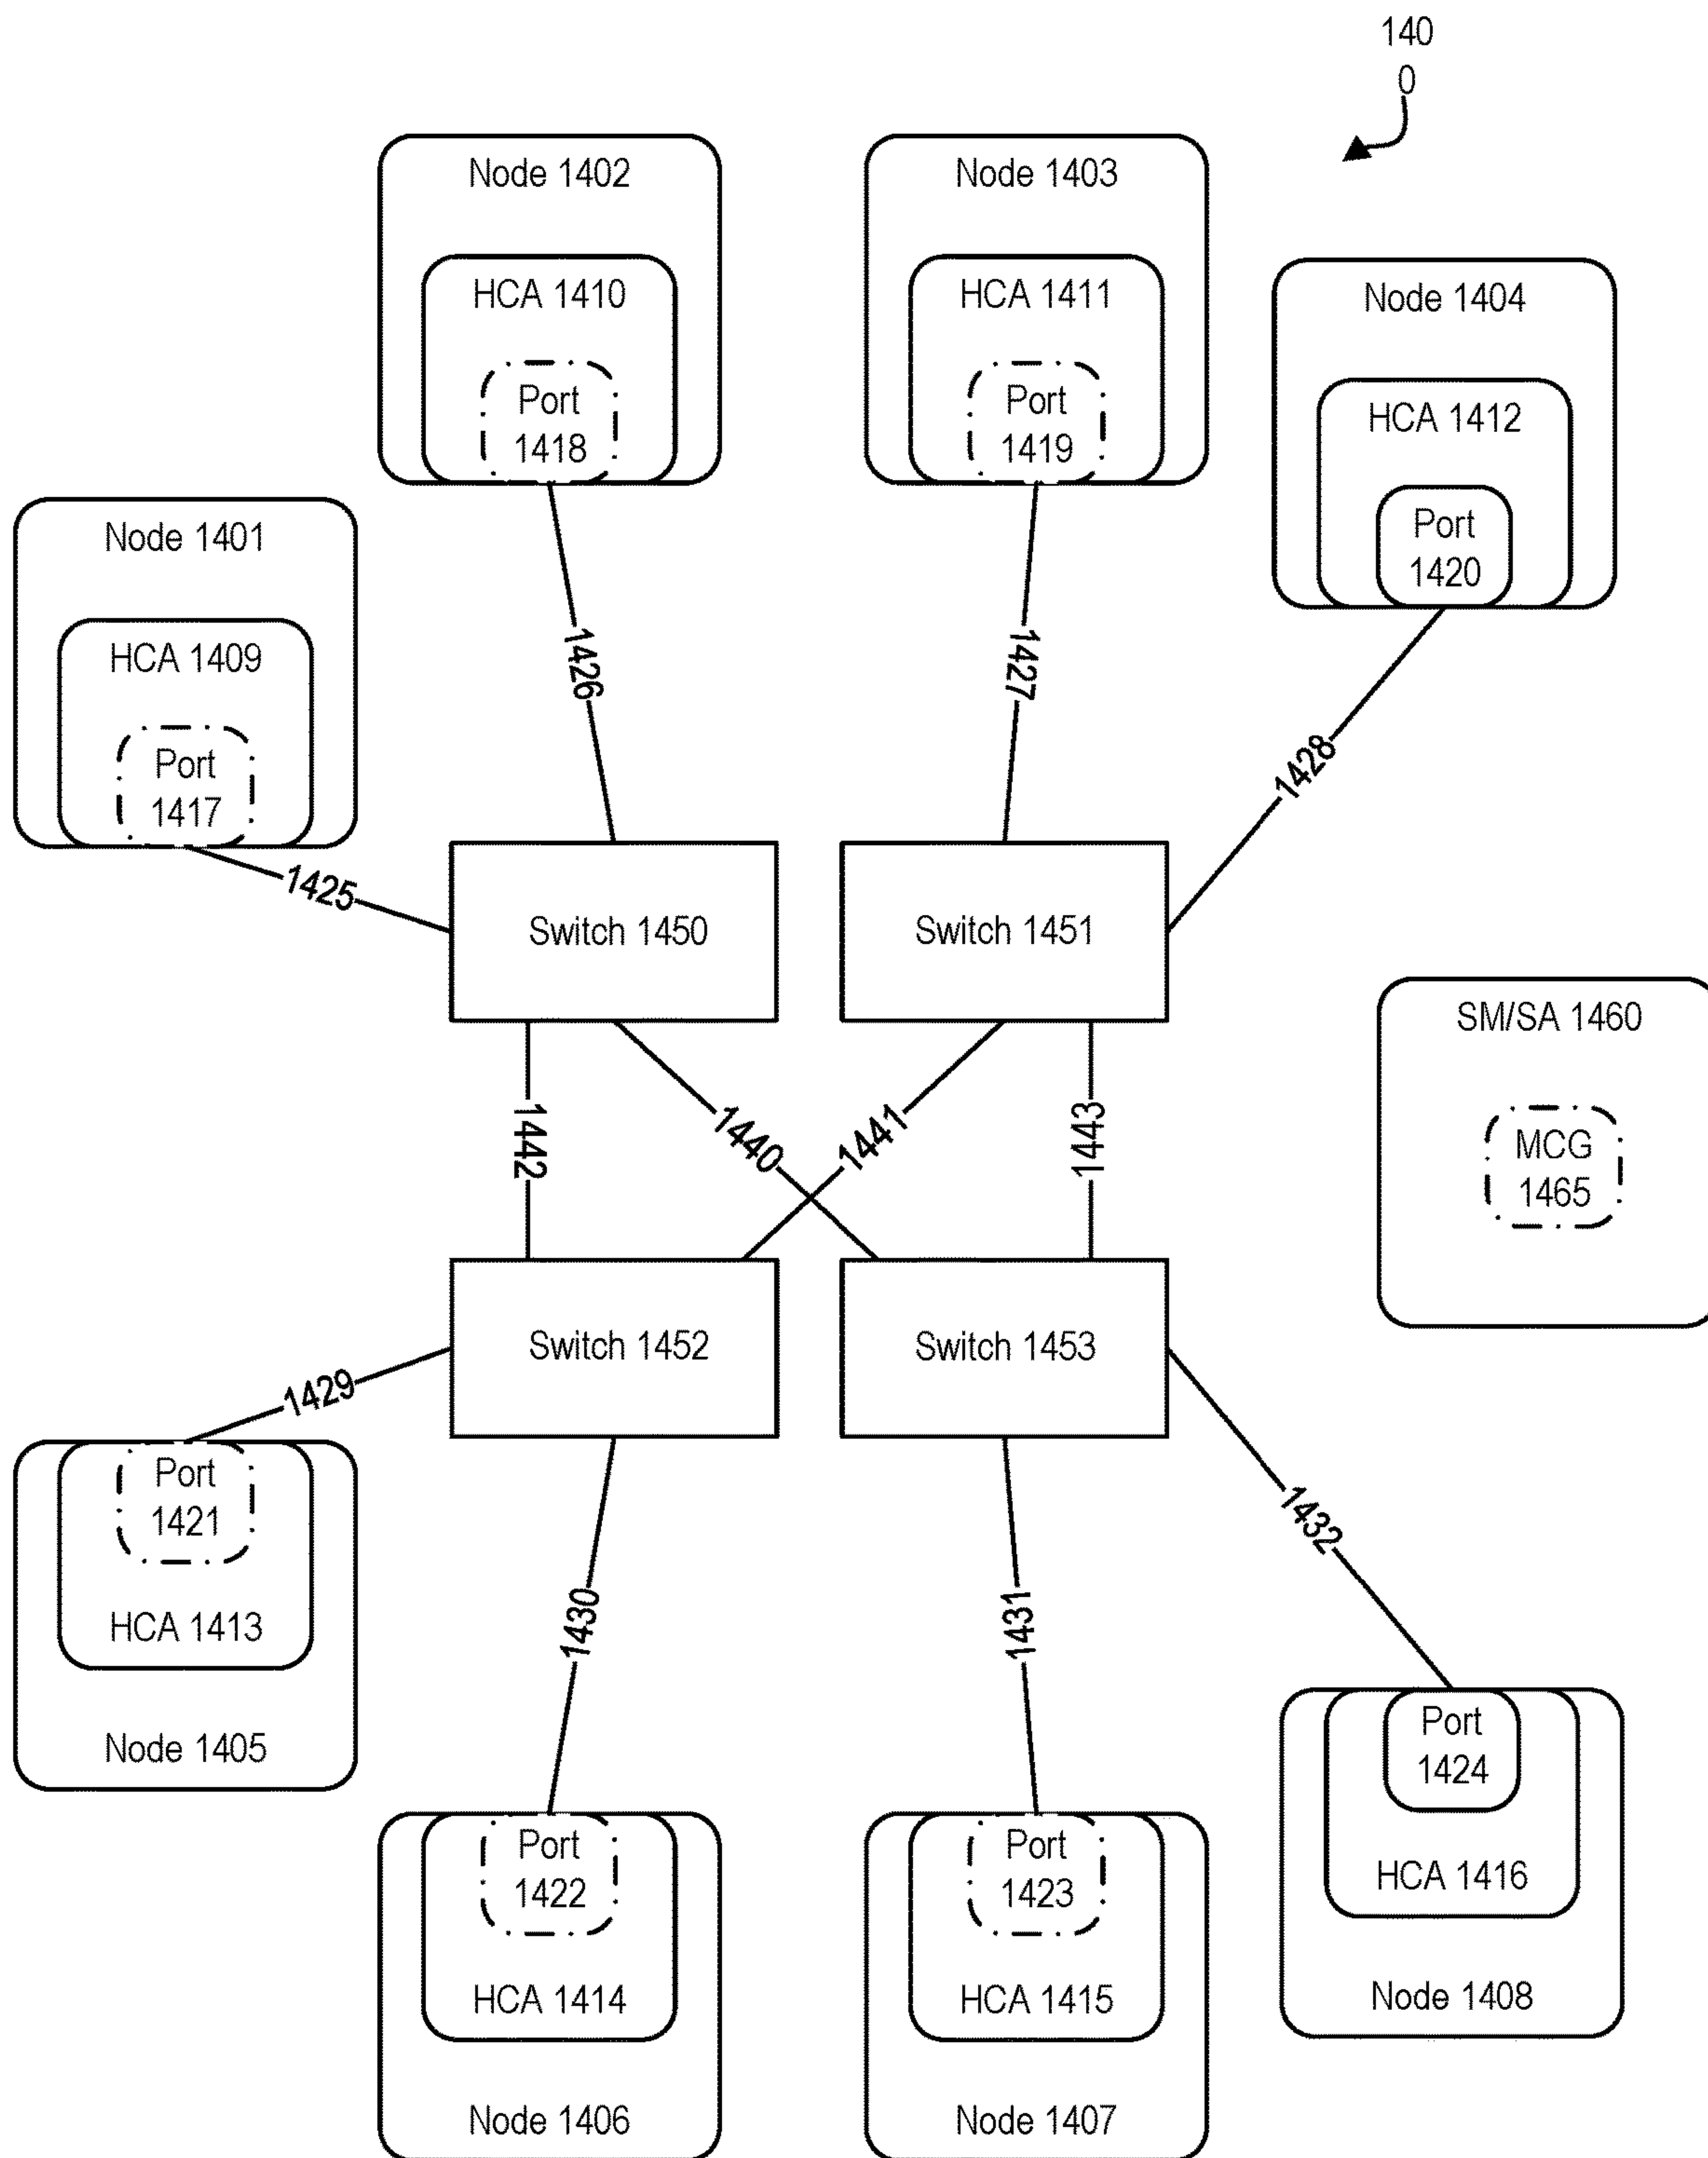 140
0
Node 1402
HCA 1410
Port
1418
Node 1403
HCA 1411
Port
1419
Node 1404
HCA 1412
Port
1420
Node 1401
HCA 1409
Port
1417
1426
1427
1428
1425
Switch 1450
Switch 1451
SM/SA 1460
MCG
1465
1442
1440
1441
1443
Switch 1452
Switch 1453
1429
1430
1431
1432
Port
1421
HCA 1413
Node 1405
Port
1422
HCA 1414
Node 1406
Port
1423
HCA 1415
Node 1407
Port
1424
HCA 1416
Node 1408